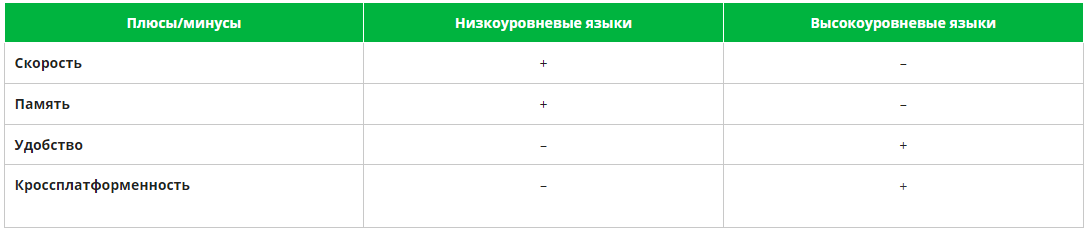 Плюсы/минусы Низкоуровневые языки Высокоуровневые языки
Скорость + –
Память + –
Удобство – +
Кроссплатформенность – +